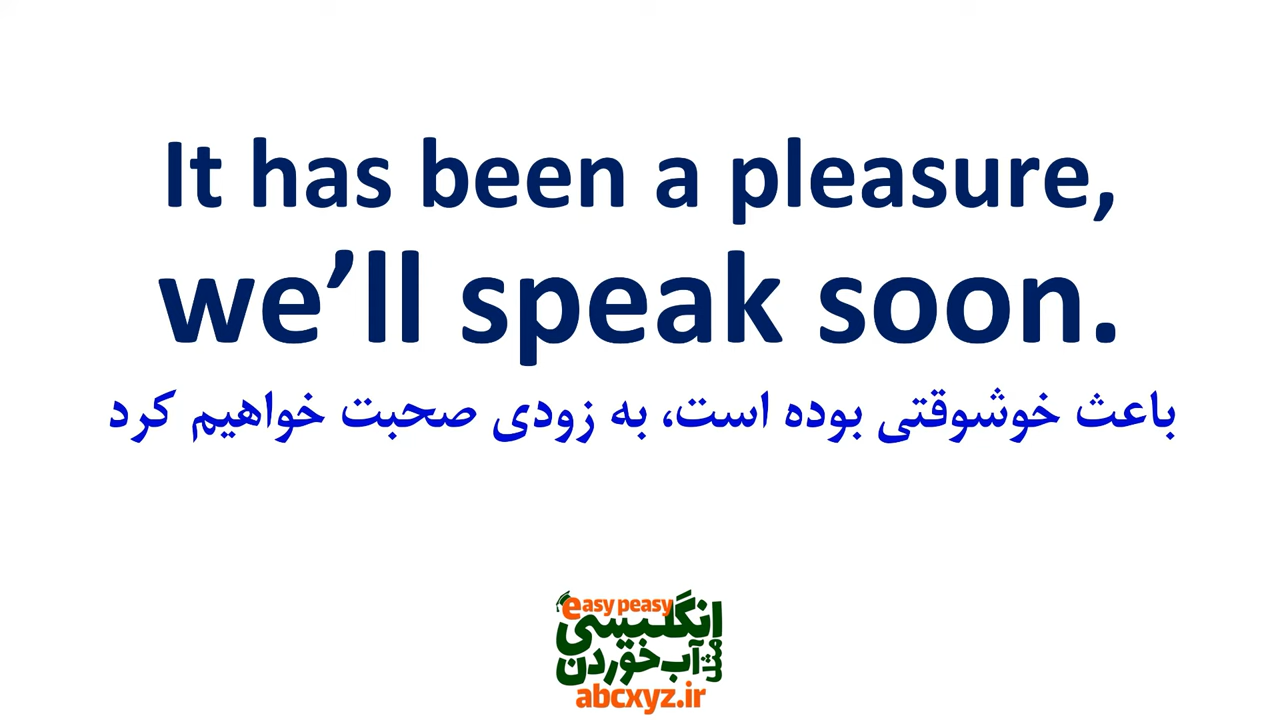 It has been a pleasure,
we’ll speak soon.
باعث خوشوقتی بوده است، به زودی صحبت خواهیم کرد
easy peasy
انگلیسی
مثل آب خوردن
abcxyz.ir